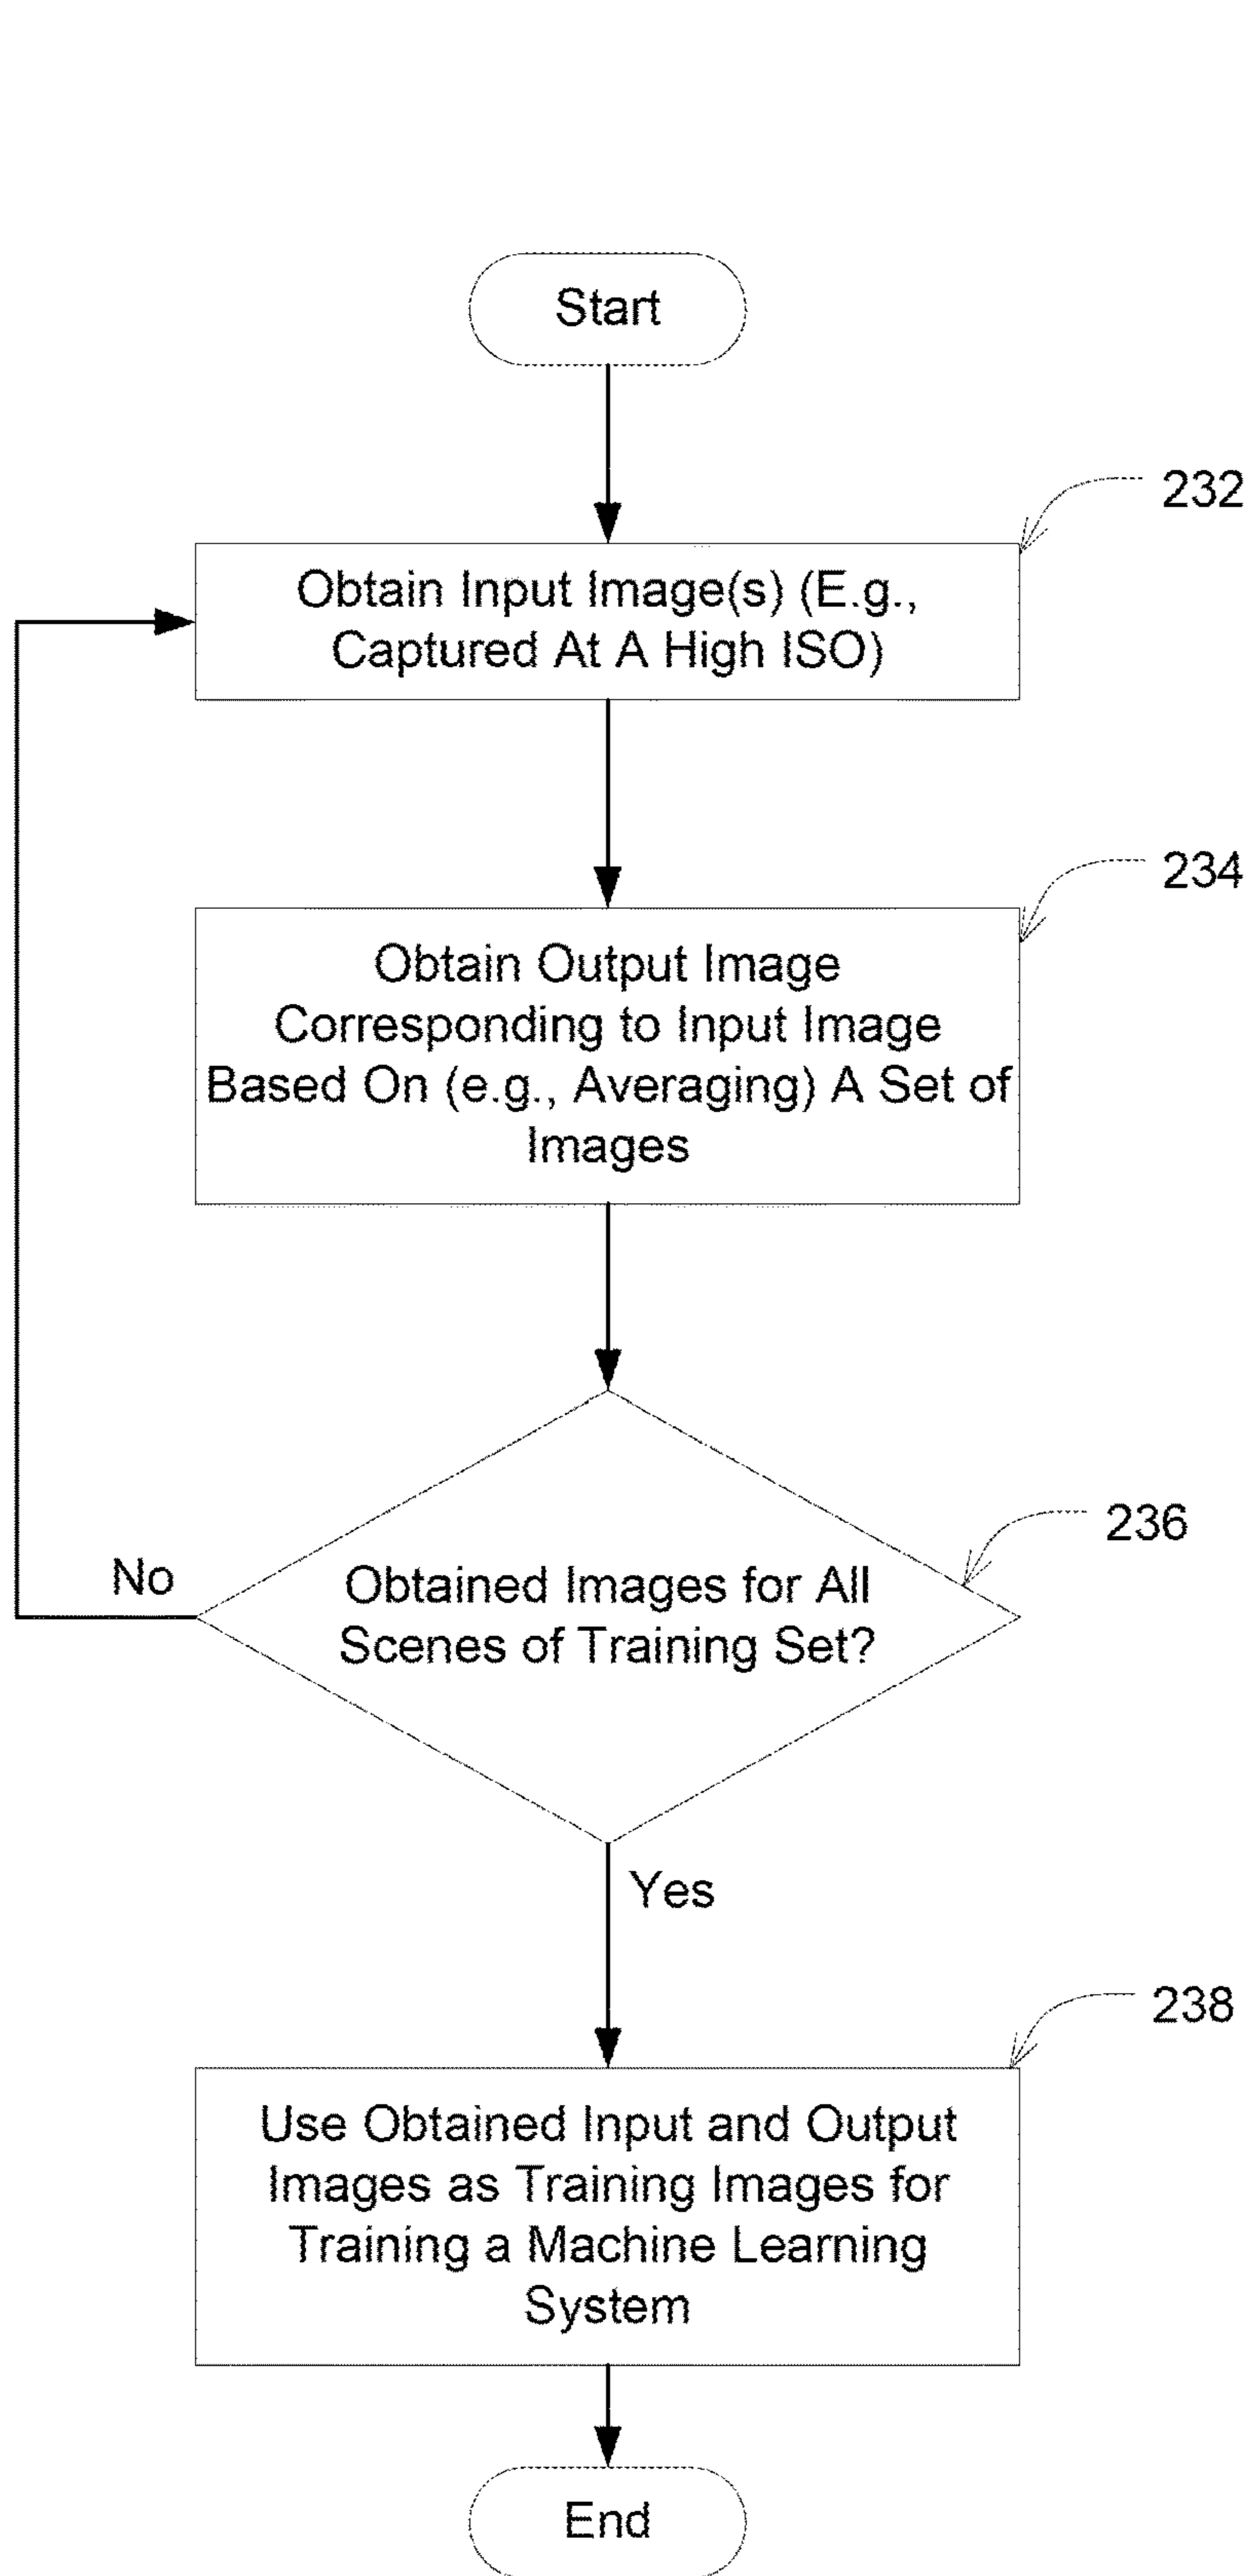 Start
232
Obtain Input Image(s) (E.g.,
Captured At A High ISO)
234
Obtain Output Image
Corresponding to Input Image
Based On (e.g., Averaging) A Set of
Images
236
No
Obtained Images for All
Scenes of Training Set?
Yes
238
Use Obtained Input and Output
Images as Training Images for
Training a Machine Learning
System
End